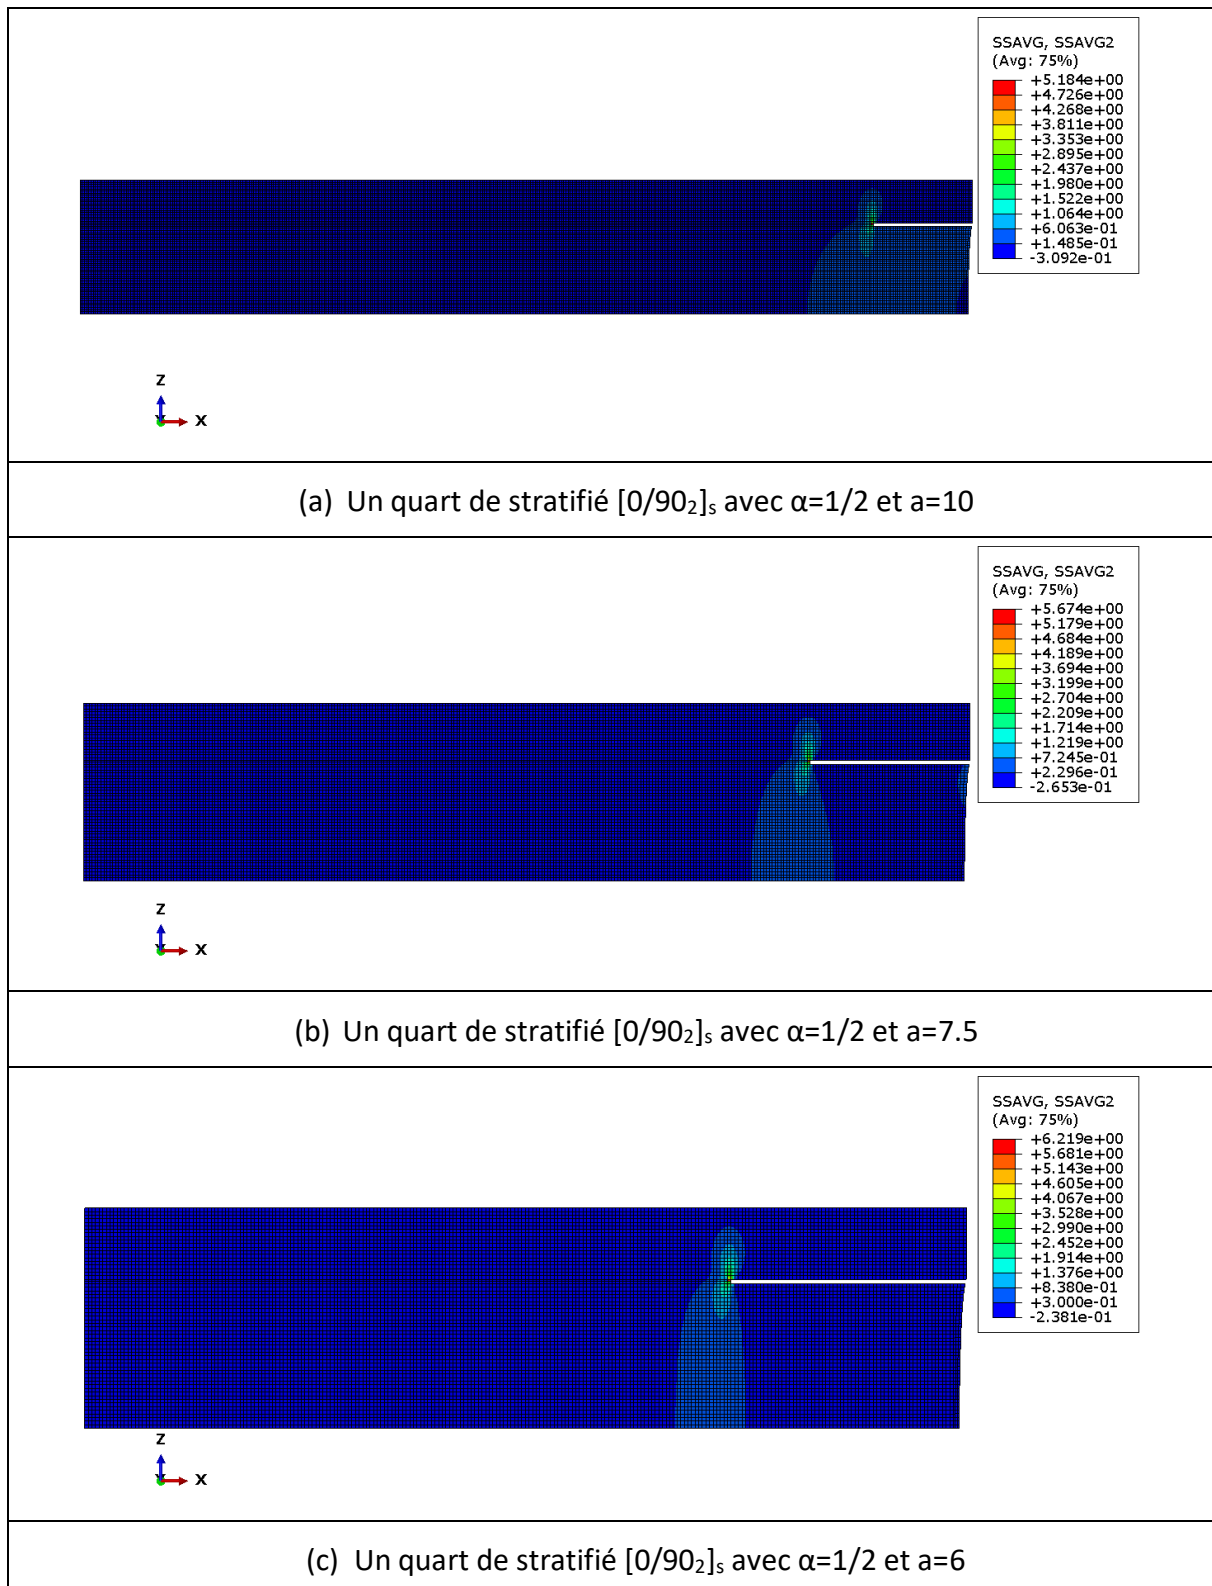 SSAVG, SSAVG2
(Avg: 75%)
+5.184e+00
+4.726e+00
+4.268e+00
+3.811e+00
+3.353e+00
+2.895e+00
+2.437e+00
+1.980e+00
+1.522e+00
+1.064e+00
+6.063e-01
+1.485e-01
-3.092e-01
Z
Y
X
(a) Un quart de stratifié [0/90₂]ₛ avec α=1/2 et a=10
SSAVG, SSAVG2
(Avg: 75%)
+5.674e+00
+5.179e+00
+4.684e+00
+4.189e+00
+3.694e+00
+3.199e+00
+2.704e+00
+2.209e+00
+1.714e+00
+1.219e+00
+7.245e-01
+2.296e-01
-2.653e-01
Z
Y
X
(b) Un quart de stratifié [0/90₂]ₛ avec α=1/2 et a=7.5
SSAVG, SSAVG2
(Avg: 75%)
+6.219e+00
+5.681e+00
+5.143e+00
+4.605e+00
+4.067e+00
+3.528e+00
+2.990e+00
+2.452e+00
+1.914e+00
+1.376e+00
+8.380e-01
+3.000e-01
-2.381e-01
Z
Y
X
(c) Un quart de stratifié [0/90₂]ₛ avec α=1/2 et a=6